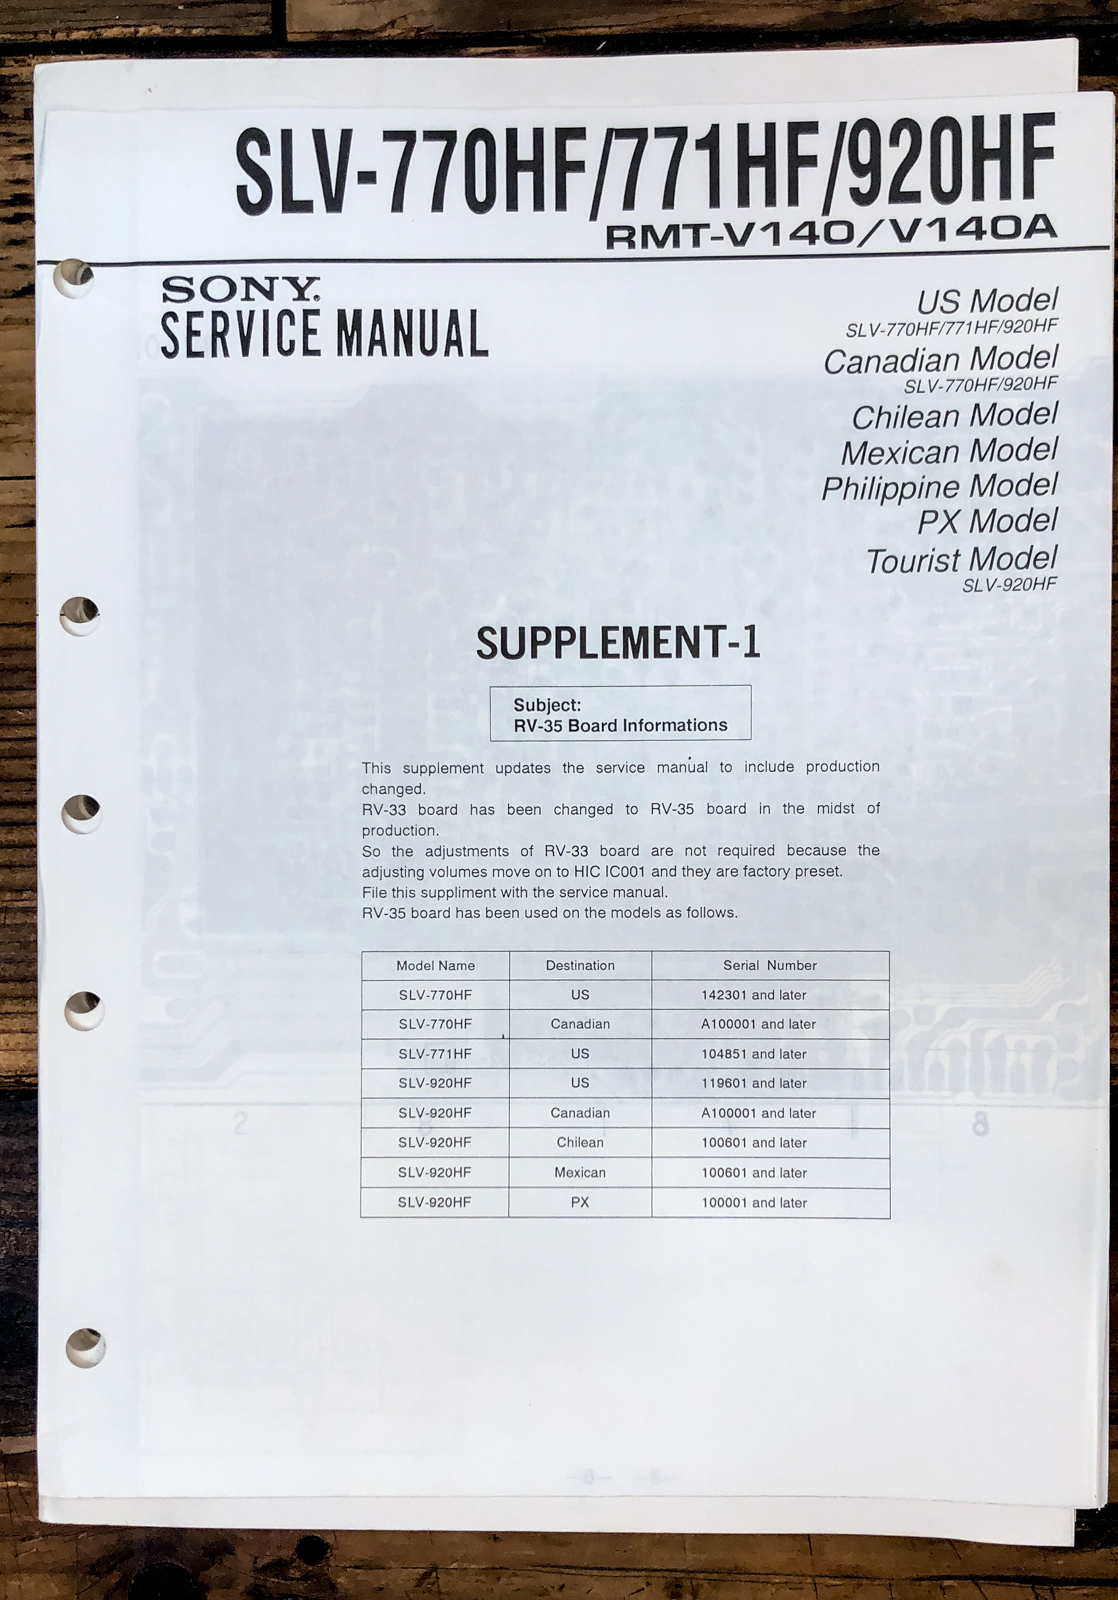 SLV-770HF/771HF/920HF
RMT-V140/V140A
SONY.
SERVICE MANUAL
US Model
SLV-770HF/771HF/920HF
Canadian Model
SLV-770HF/920HF
Chilean Model
Mexican Model
Philippine Model
PX Model
Tourist Model
SLV-920HF
SUPPLEMENT-1
Subject:
RV-35 Board Informations
This supplement updates the service manual to include production
changed.
RV-33 board has been changed to RV-35 board in the midst of
production.
So the adjustments of RV-33 board are not required because the
adjusting volumes move on to HIC IC001 and they are factory preset.
File this suppliment with the service manual.
RV-35 board has been used on the models as follows.
Model Name Destination Serial Number
SLV-770HF US 142301 and later
SLV-770HF Canadian A100001 and later
SLV-771HF US 104851 and later
SLV-920HF US 119601 and later
SLV-920HF Canadian A100001 and later
SLV-920HF Chilean 100601 and later
SLV-920HF Mexican 100601 and later
SLV-920HF PX 100001 and later